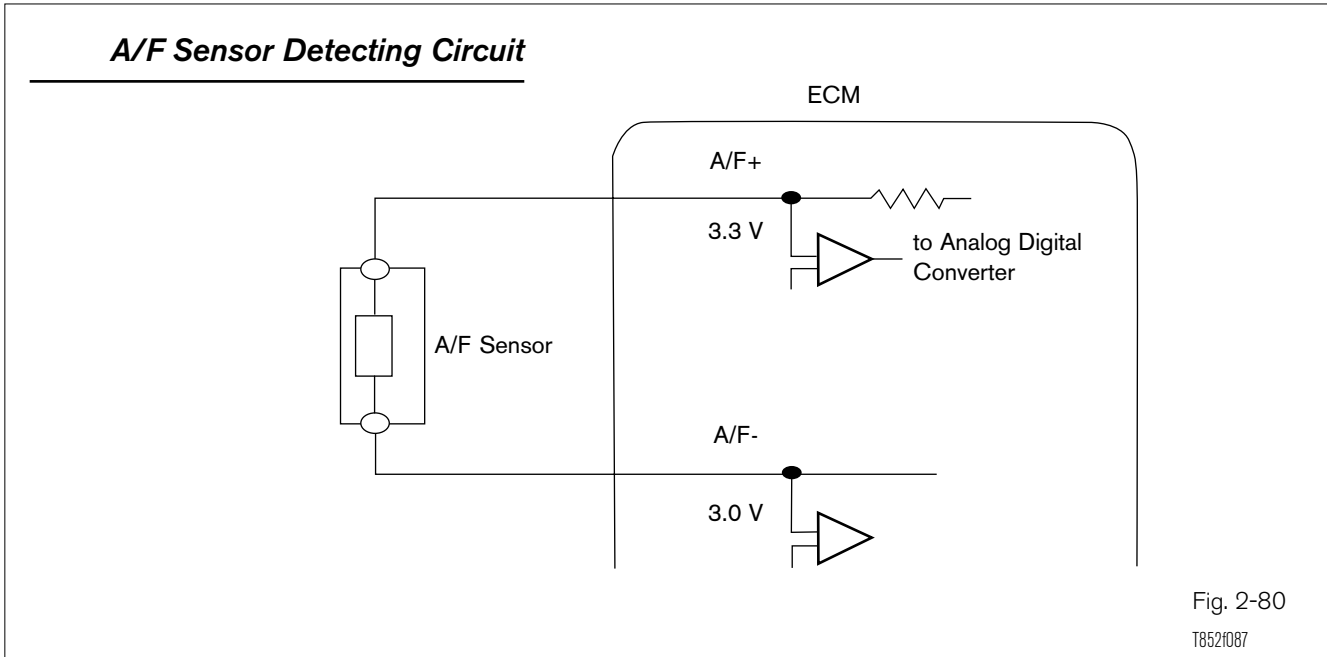 A/F Sensor Detecting Circuit
ECM
A/F+
3.3 V
to Analog Digital
Converter
A/F Sensor
A/F-
3.0 V
Fig. 2-80
T852f087